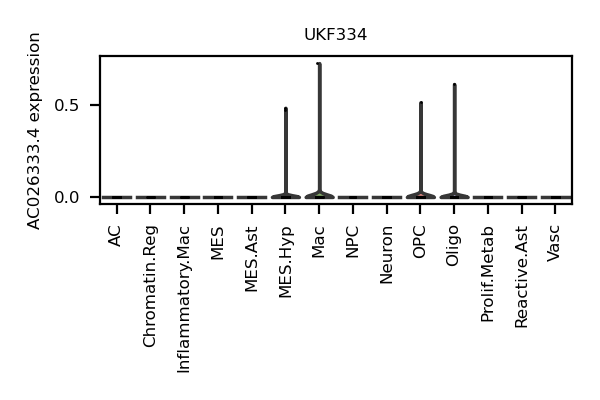 UKF334
AC026333.4 expression
0.5
0.0
AC
Chromatin.Reg
Inflammatory.Mac
MES
MES.Ast
MES.Hyp
Mac
NPC
Neuron
OPC
Oligo
Prolif.Metab
Reactive.Ast
Vasc